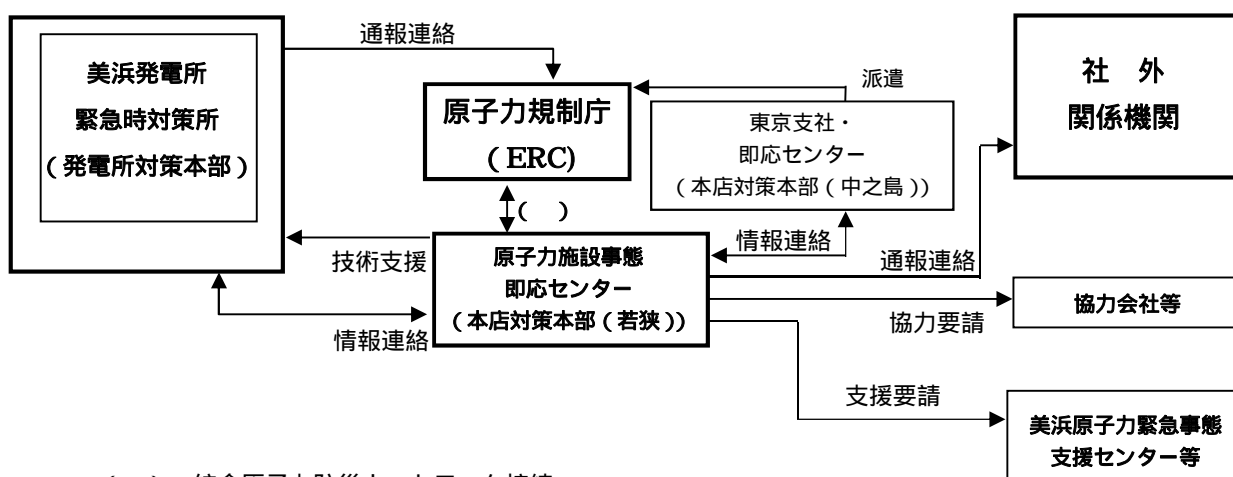 通報連絡
美浜発電所
緊急時対策所
(発電所対策本部)
原子力規制庁
(ERC)
派遣
東京支社・
即応センター
(本店対策本部(中之島))
社 外
関係機関
( )
技術支援
原子力施設事態
即応センター
(本店対策本部(若狭))
情報連絡
通報連絡
情報連絡
協力要請
協力会社等
支援要請
美浜原子力緊急事態
支援センター等